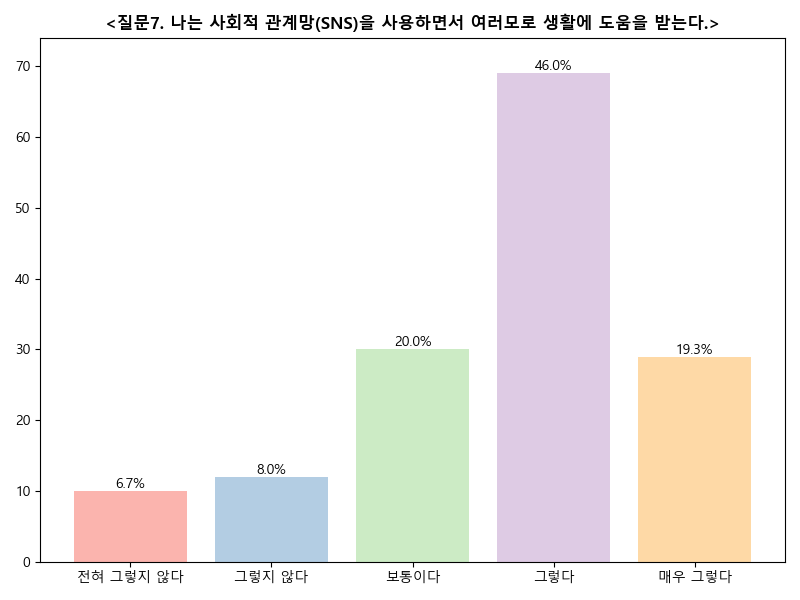 <질문7. 나는 사회적 관계망(SNS)을 사용하면서 여러모로 생활에 도움을 받는다.>
70
60
50
40
30
20
10
0
6.7%
8.0%
20.0%
46.0%
19.3%
전혀 그렇지 않다
그렇지 않다
보통이다
그렇다
매우 그렇다